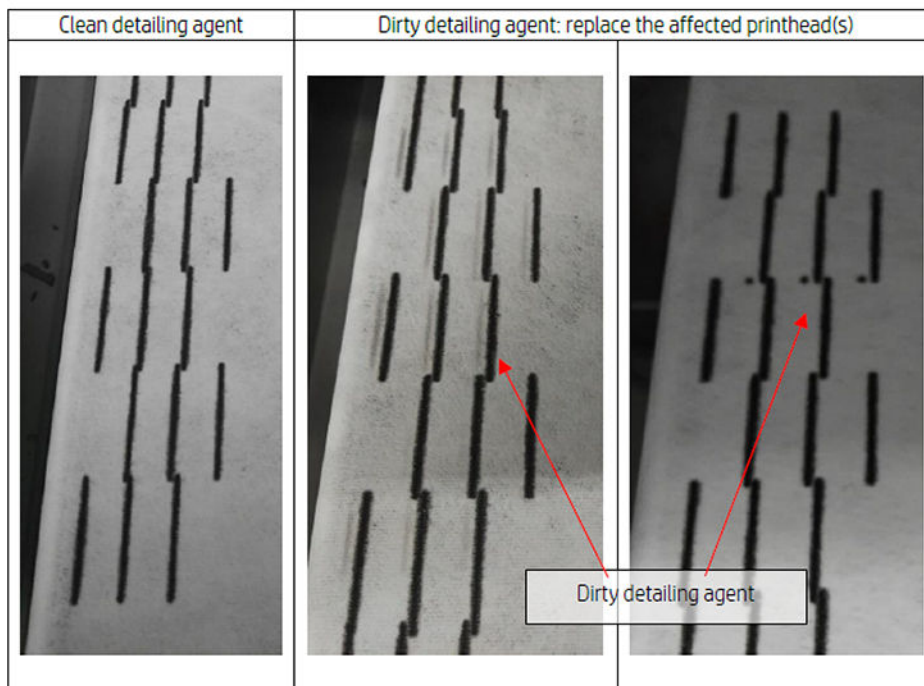 Clean detailing agent
Dirty detailing agent: replace the affected printhead(s)
Dirty detailing agent